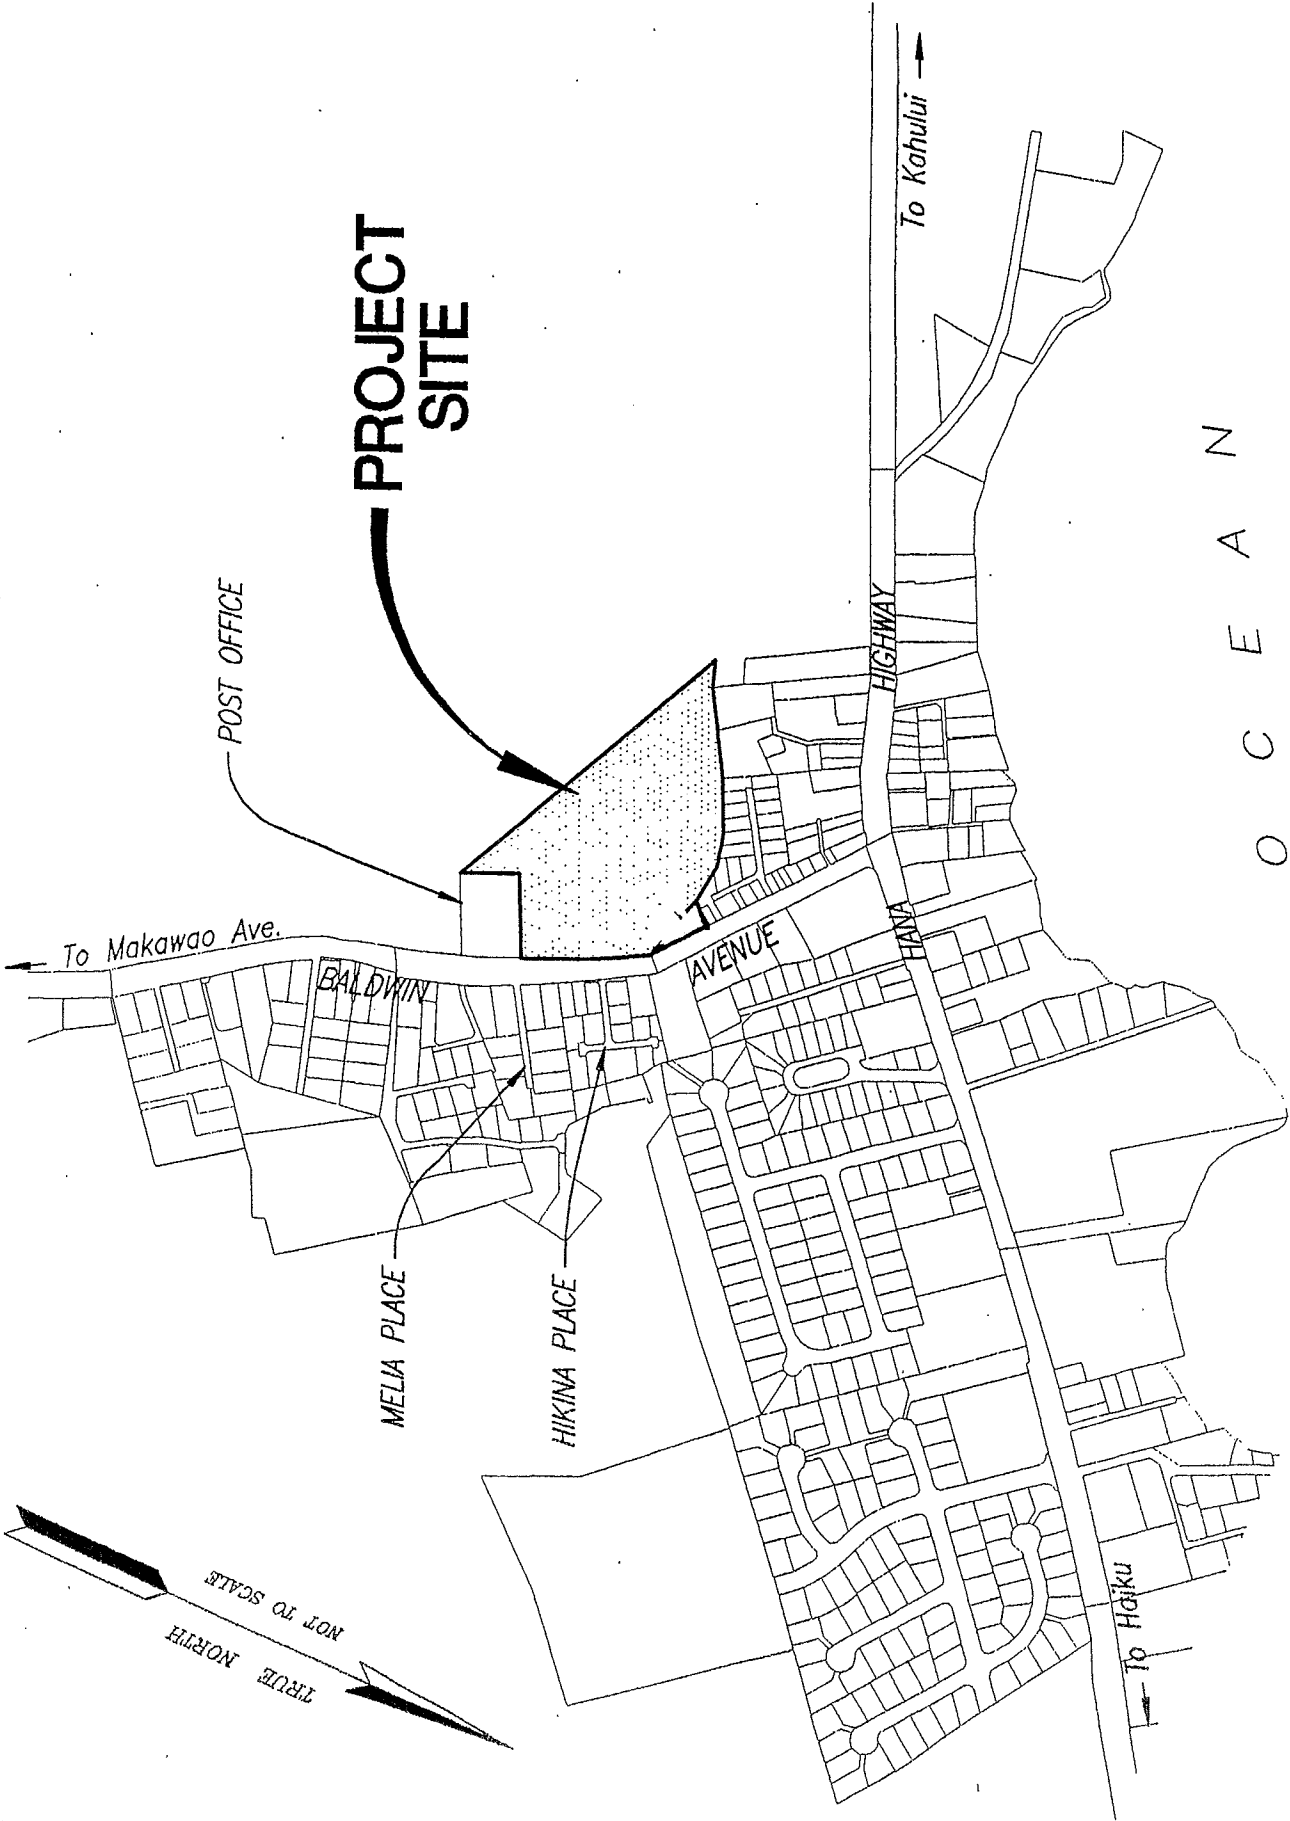 PROJECT
SITE
POST OFFICE
To Makawao Ave.
BALDWIN
AVENUE
HANA
HIGHWAY
To Kahului
MELIA PLACE
HIKINA PLACE
To Haiku
O C E A N
TRUE NORTH
NOT TO SCALE